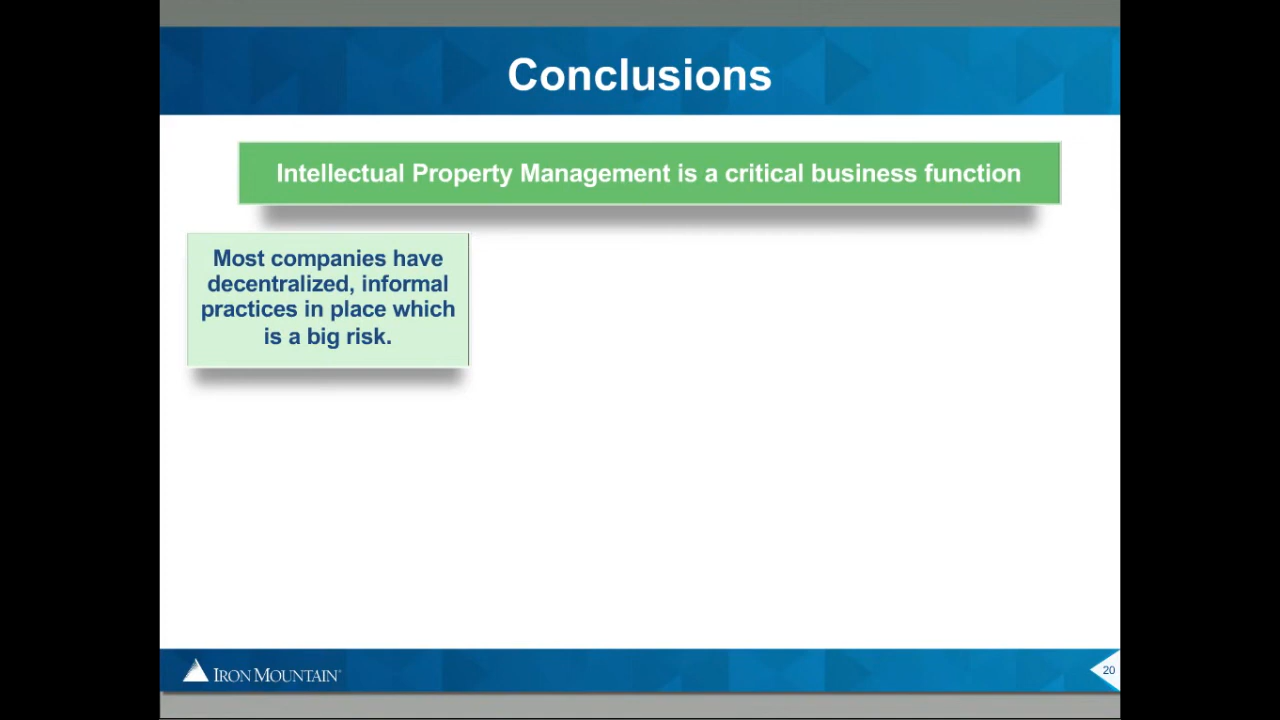 Conclusions
Intellectual Property Management is a critical business function
Most companies have
decentralized, informal
practices in place which
is a big risk.
IRON MOUNTAIN®
20